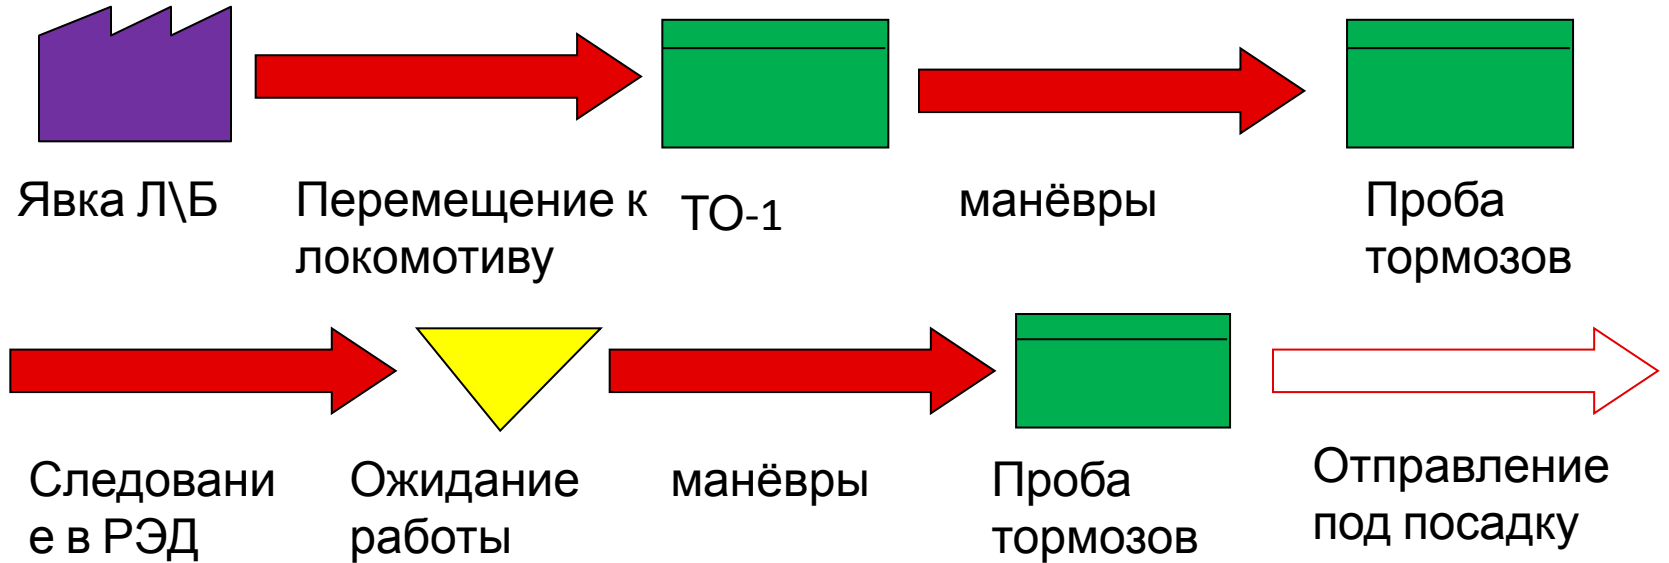 Явка Л\Б
Перемещение к
локомотиву
ТО-1
манёвры
Проба
тормозов
Следовани
е в РЭД
Ожидание
работы
манёвры
Проба
тормозов
Отправление
под посадку